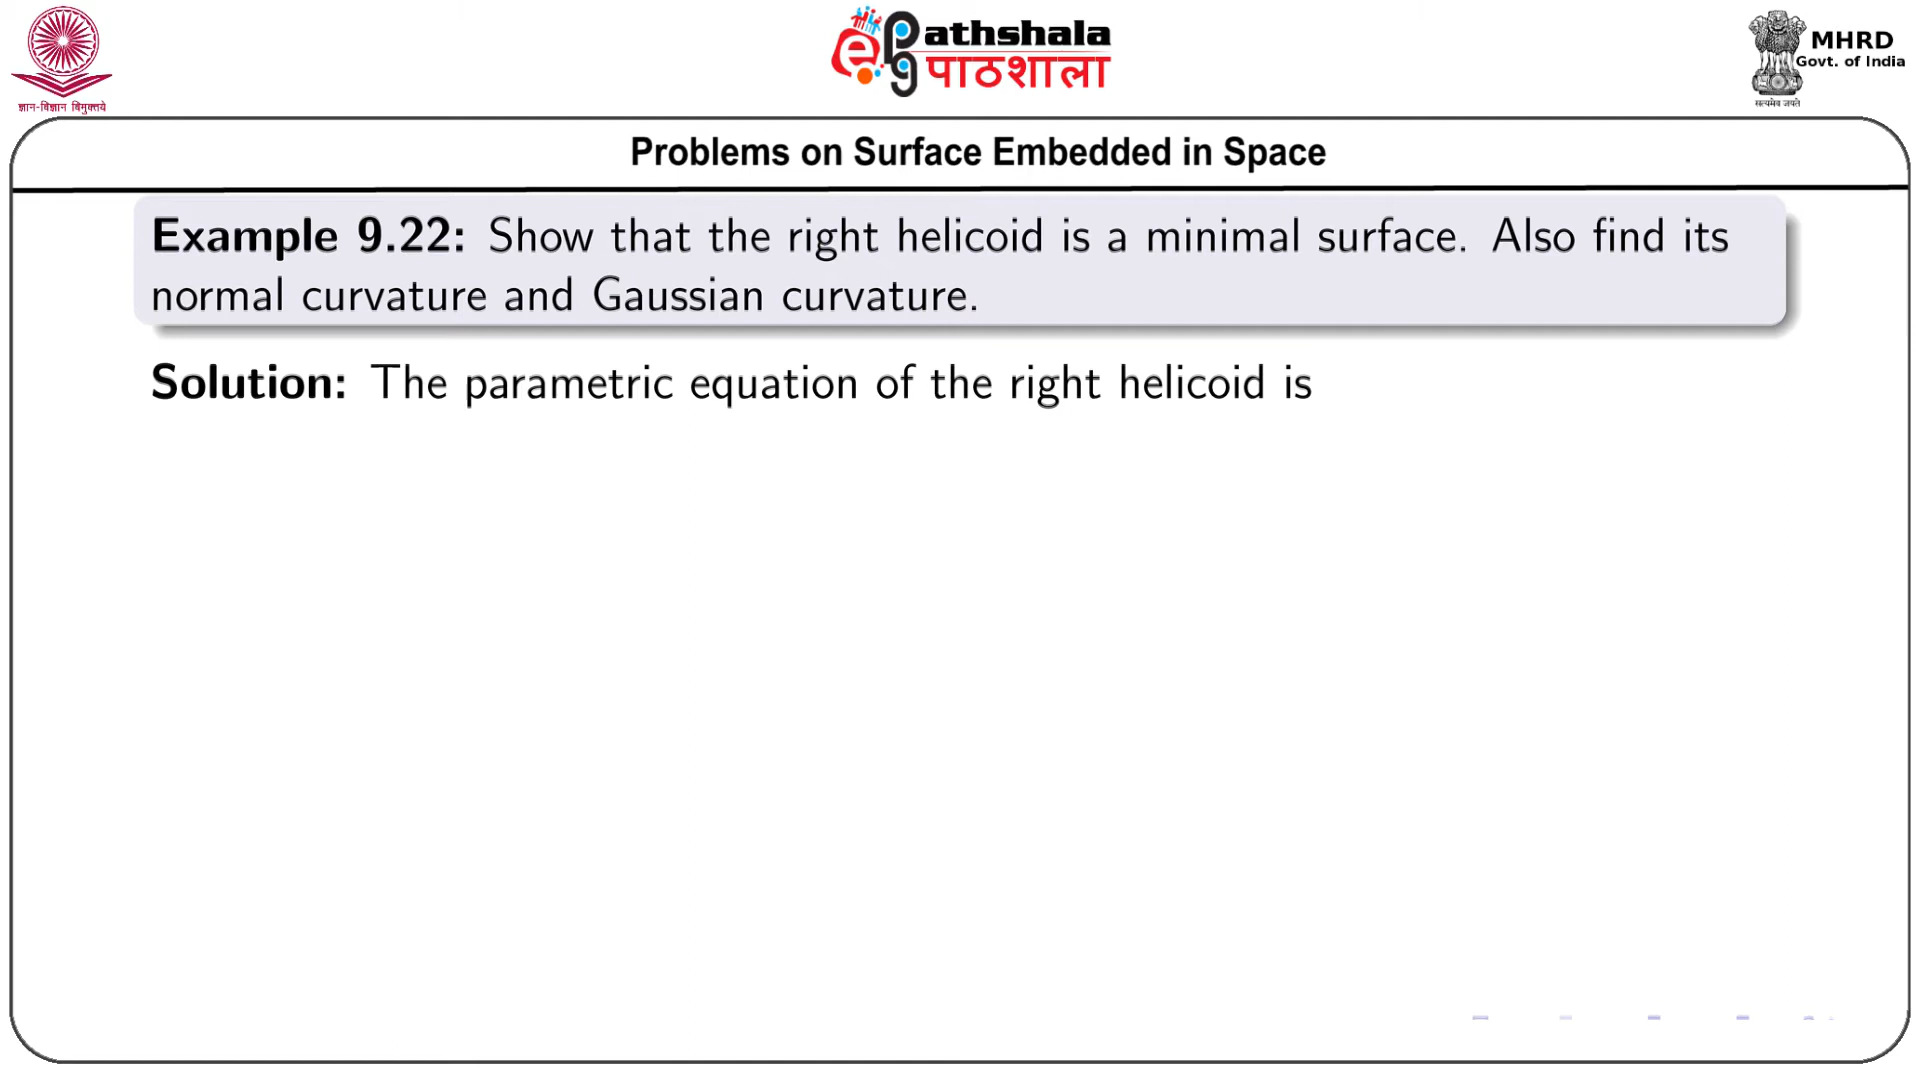 ज्ञान-विज्ञान विमुक्तये
ePG athshala
पाठशाला
MHRD
Govt. of India
सत्यमेव जयते
Problems on Surface Embedded in Space
Example 9.22: Show that the right helicoid is a minimal surface. Also find its
normal curvature and Gaussian curvature.
Solution: The parametric equation of the right helicoid is